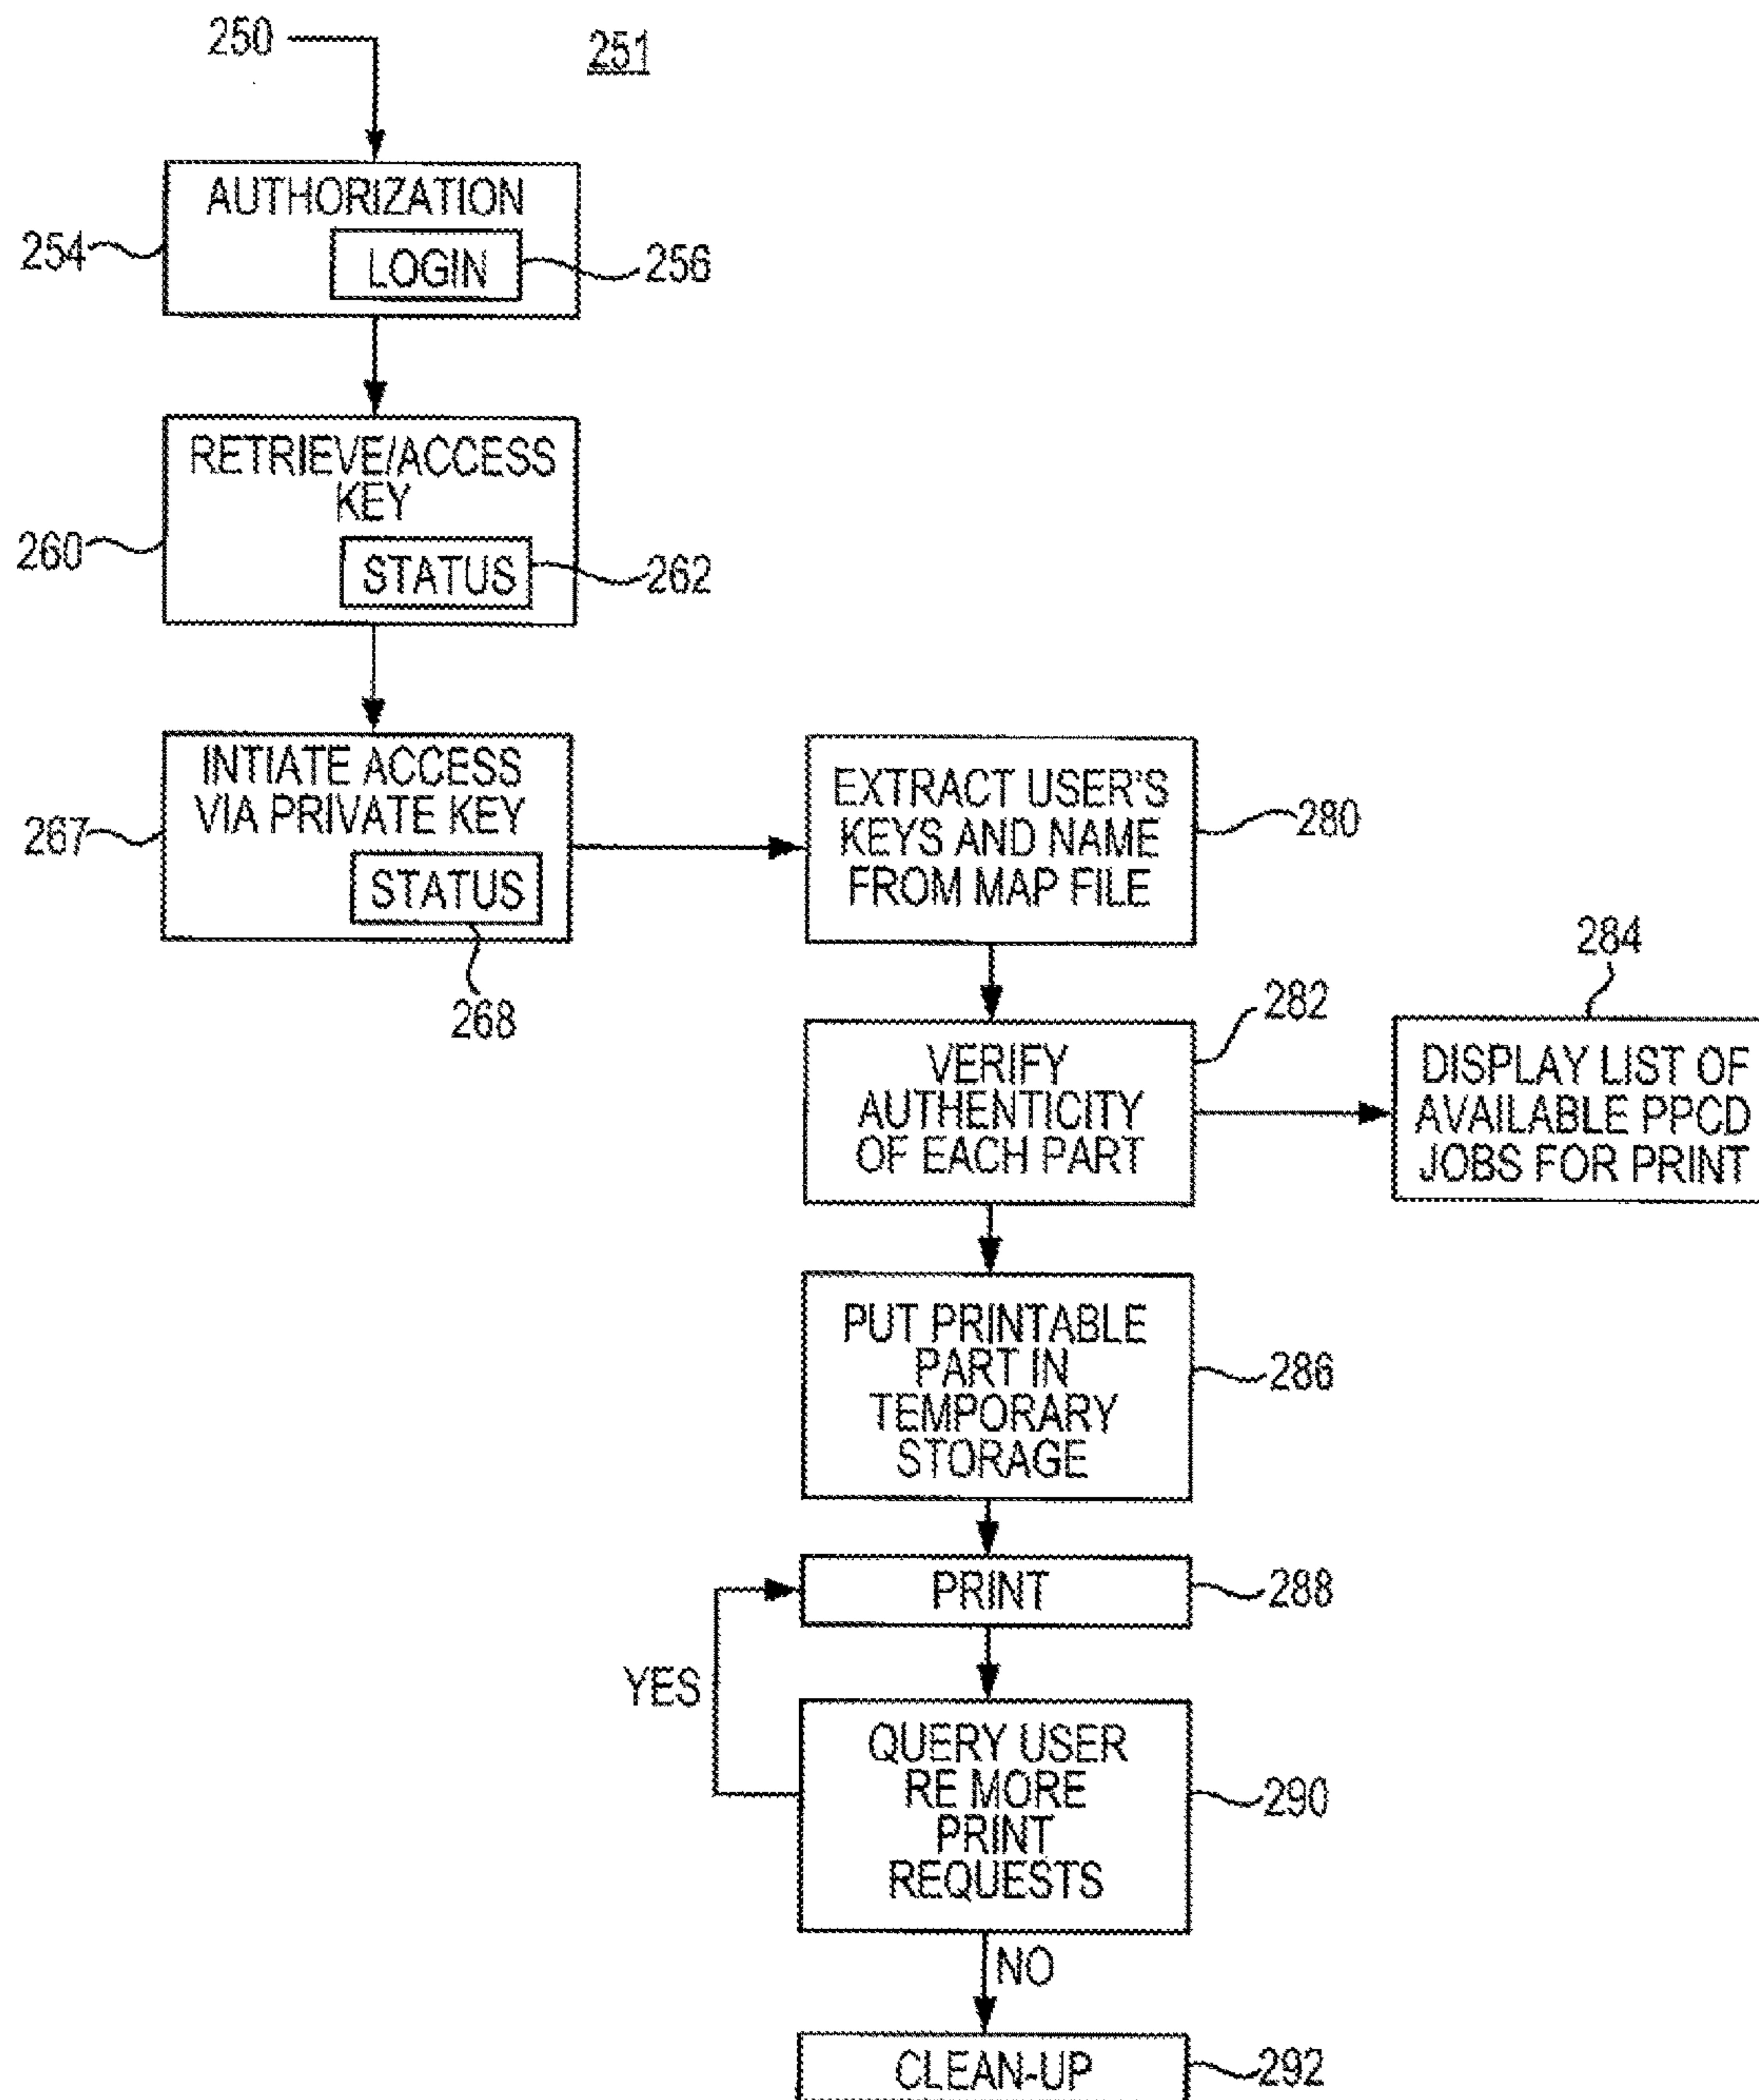 250
251
AUTHORIZATION
LOGIN
254
256
RETRIEVE/ACCESS
KEY
STATUS
260
262
INTIATE ACCESS
VIA PRIVATE KEY
STATUS
267
268
EXTRACT USER'S
KEYS AND NAME
FROM MAP FILE
280
VERIFY
AUTHENTICITY
OF EACH PART
282
284
DISPLAY LIST OF
AVAILABLE PPCD
JOBS FOR PRINT
PUT PRINTABLE
PART IN
TEMPORARY
STORAGE
286
PRINT
288
YES
QUERY USER
RE MORE
PRINT
REQUESTS
290
NO
CLEAN-UP
292